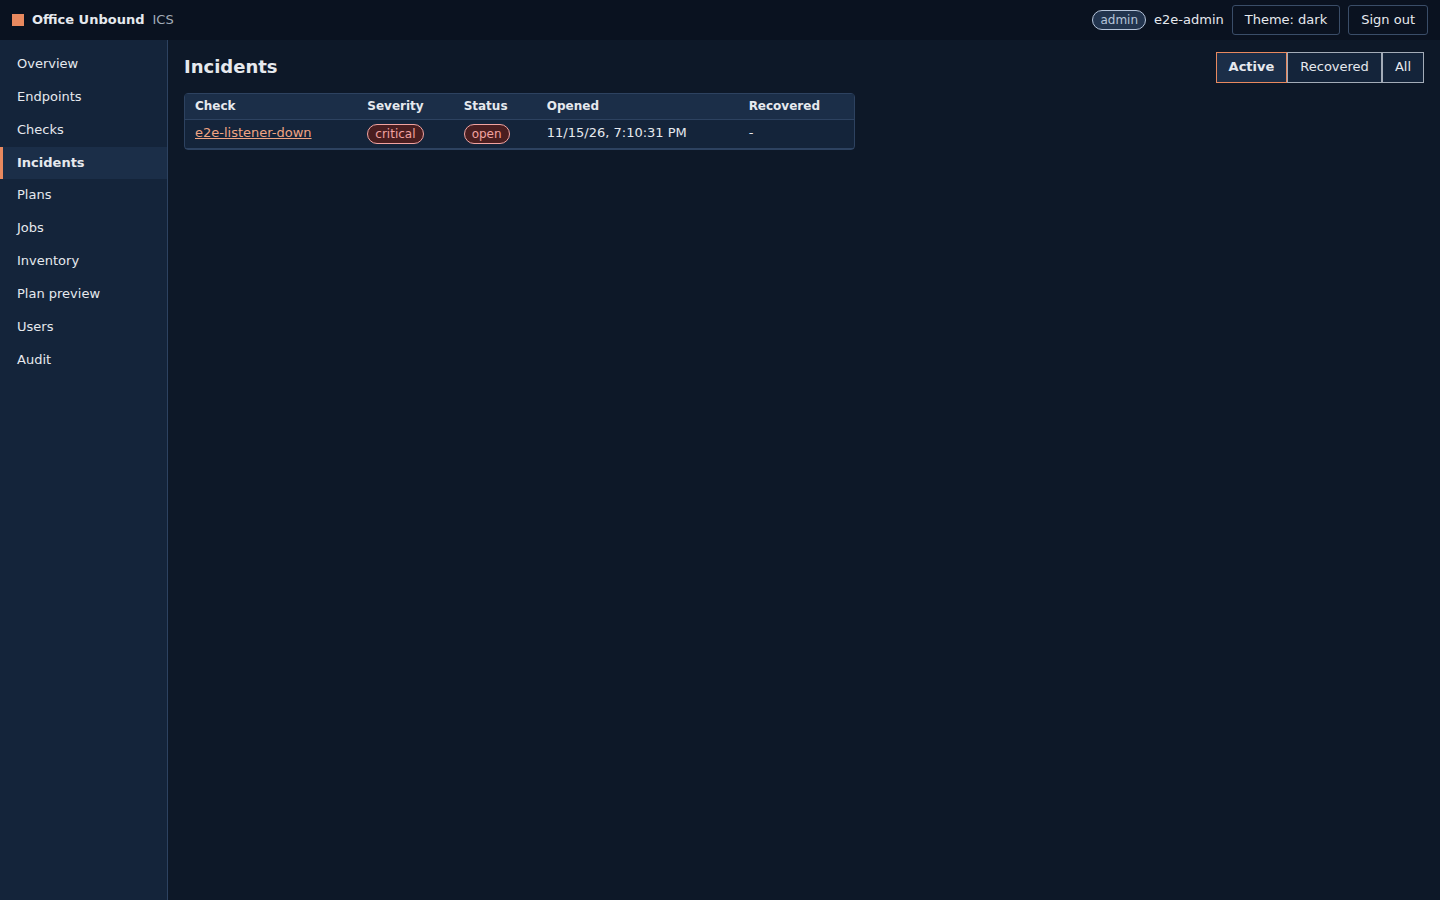 Office Unbound ICS
admin e2e-admin Theme: dark Sign out
Overview
Endpoints
Checks
Incidents
Plans
Jobs
Inventory
Plan preview
Users
Audit
Incidents
Active Recovered All
Check Severity Status Opened Recovered
e2e-listener-down critical open 11/15/26, 7:10:31 PM -